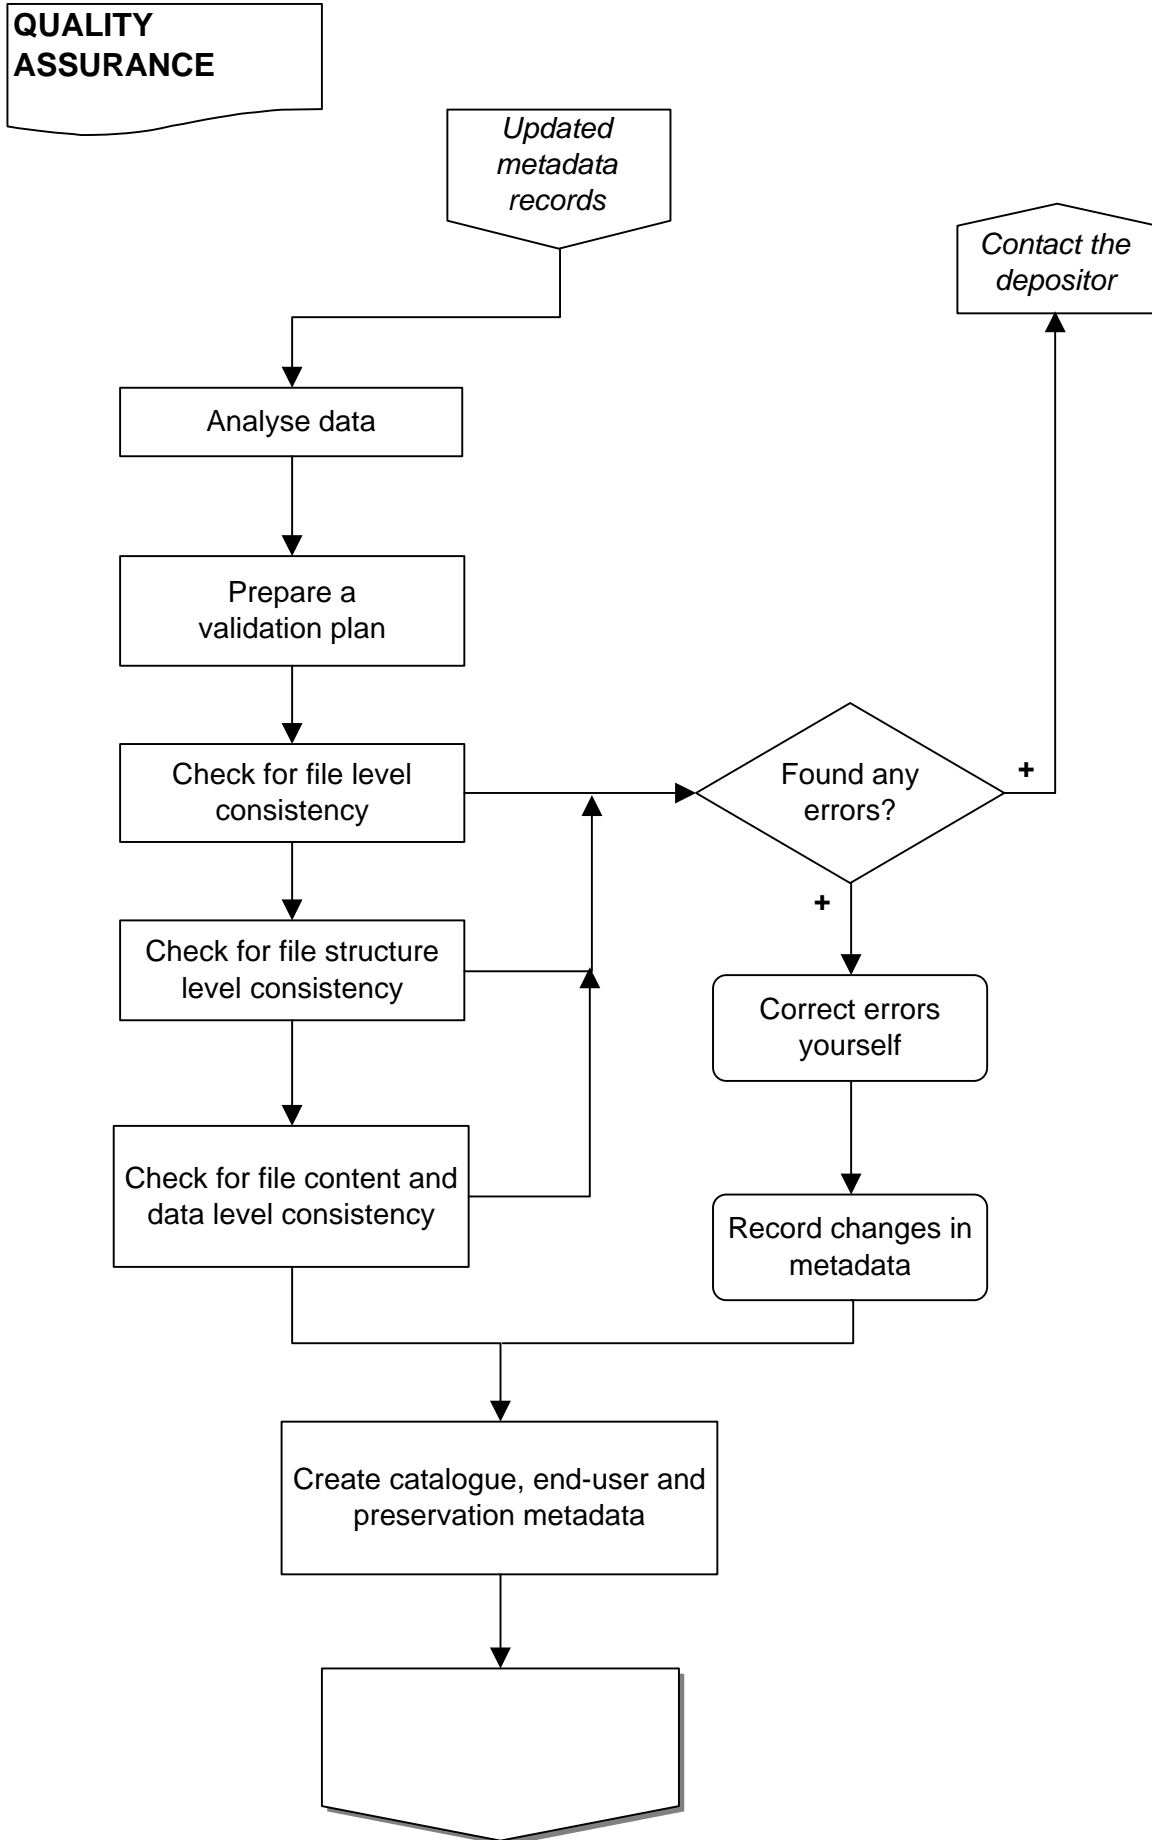 QUALITY
ASSURANCE
Updated
metadata
records
Contact the
depositor
Analyse data
Prepare a
validation plan
Check for file level
consistency
Found any
errors?
+
+
Check for file structure
level consistency
Correct errors
yourself
Check for file content and
data level consistency
Record changes in
metadata
Create catalogue, end-user and
preservation metadata